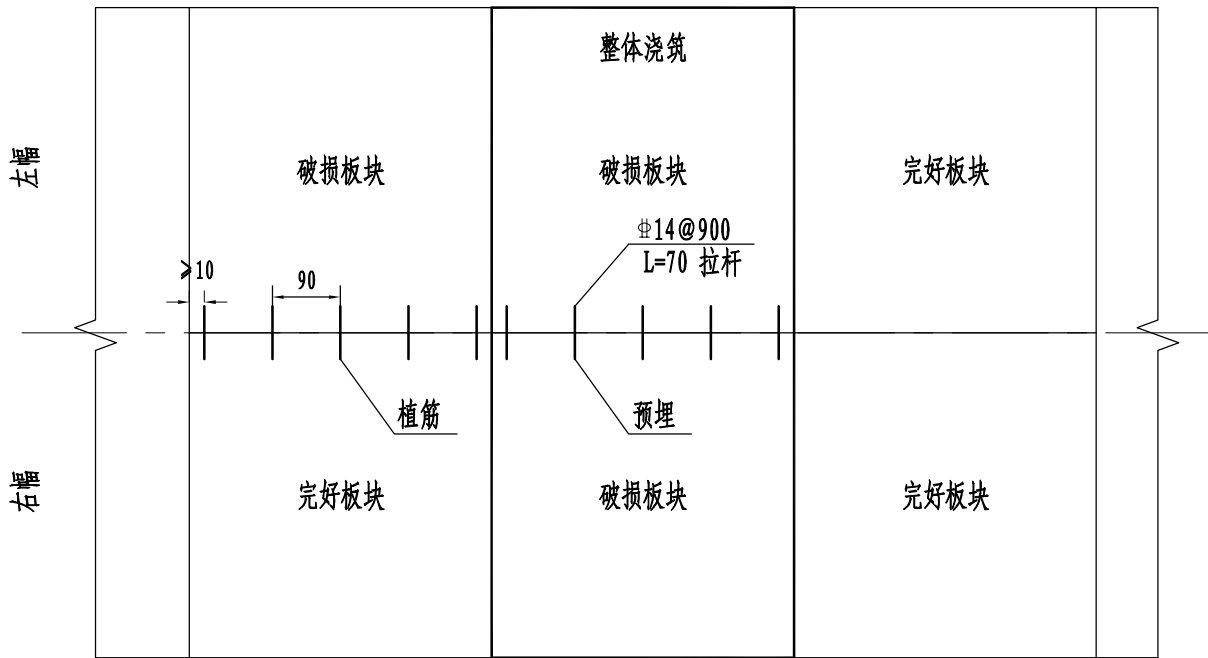 整体浇筑
左幅
破损板块
破损板块
完好板块
⌽14@900
L=70 拉杆
≥10
90
植筋
预埋
右幅
完好板块
破损板块
完好板块